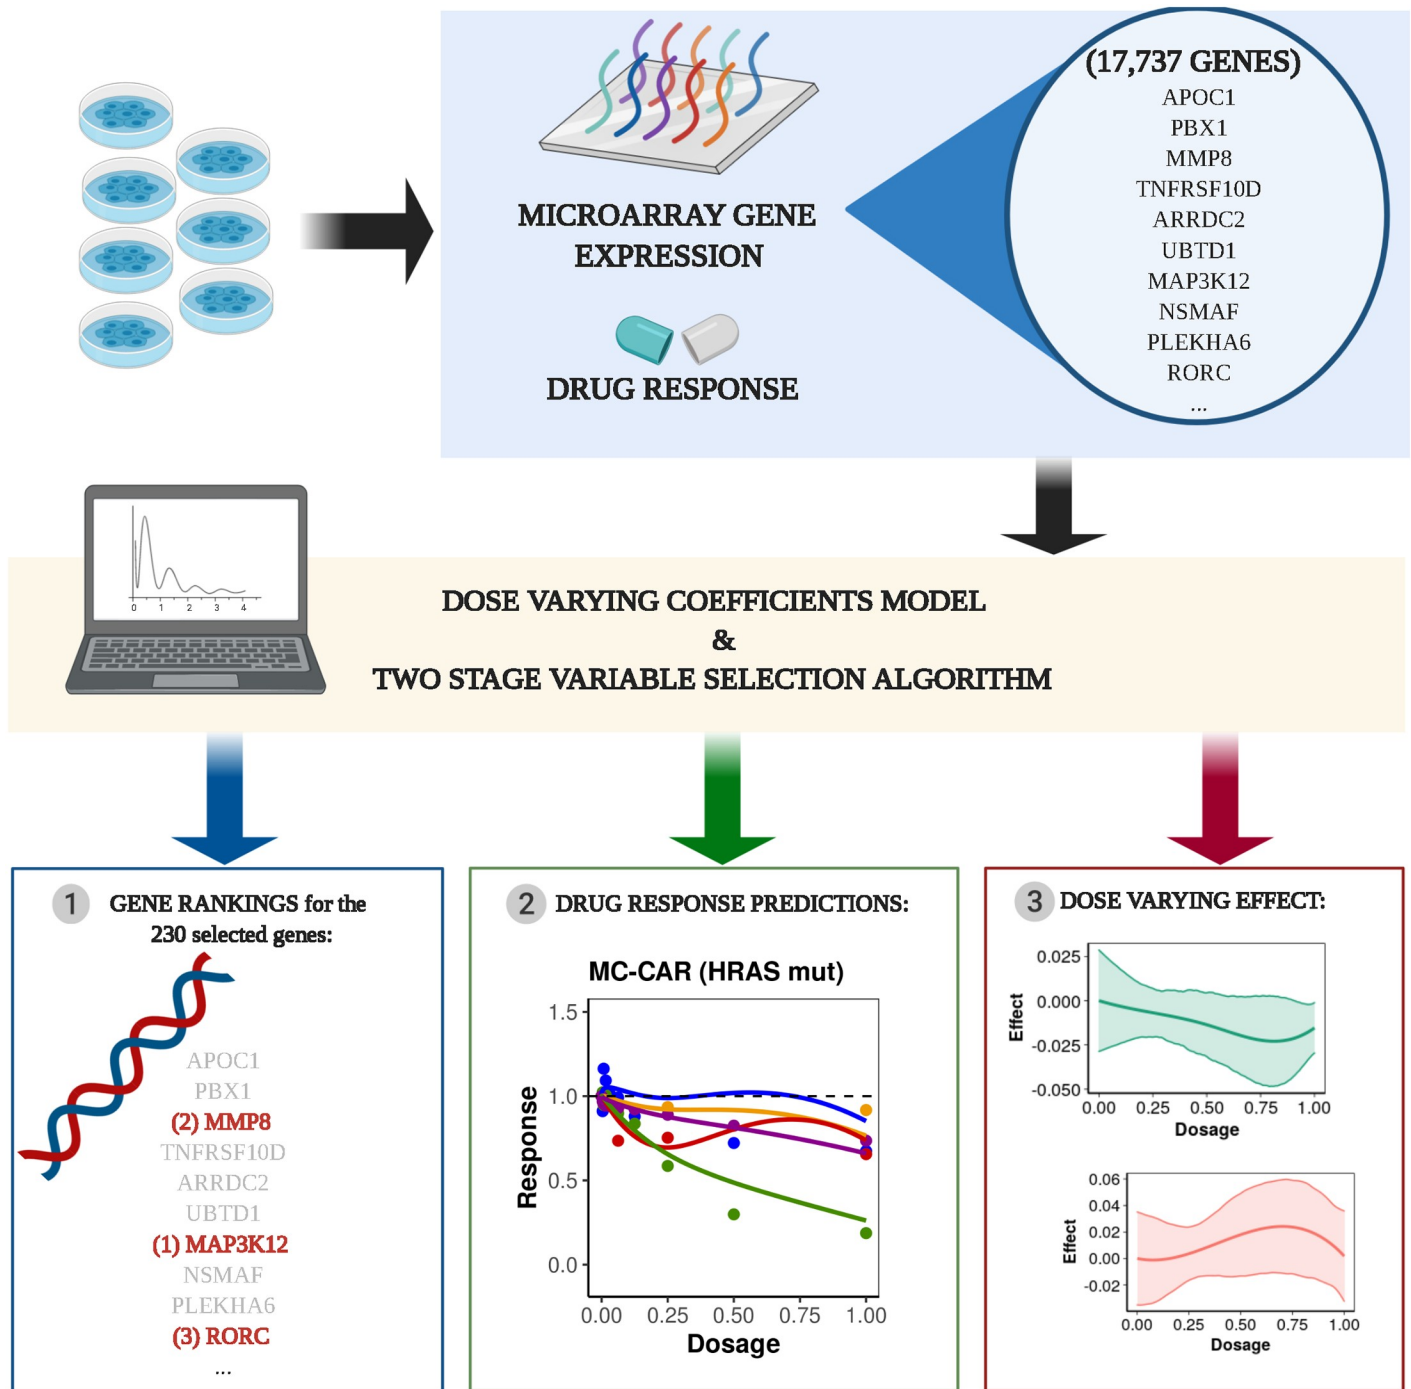 (17,737 GENES)
APOC1
PBX1
MMP8
TNFRSF10D
ARRDC2
UBTD1
MAP3K12
NSMAF
PLEKHA6
RORC
...
MICROARRAY GENE
EXPRESSION
DRUG RESPONSE
0 1 2 3 4
DOSE VARYING COEFFICIENTS MODEL
&
TWO STAGE VARIABLE SELECTION ALGORITHM
1 GENE RANKINGS for the
230 selected genes:
APOC1
PBX1
(2) MMP8
TNFRSF10D
ARRDC2
UBTD1
(1) MAP3K12
NSMAF
PLEKHA6
(3) RORC
...
2 DRUG RESPONSE PREDICTIONS:
MC-CAR (HRAS mut)
Response
1.5
1.0
0.5
0.0
0.00 0.25 0.50 0.75 1.00
Dosage
3 DOSE VARYING EFFECT:
Effect
0.025
0.000
-0.025
-0.050
0.00 0.25 0.50 0.75 1.00
Dosage
Effect
0.06
0.04
0.02
0.00
-0.02
0.00 0.25 0.50 0.75 1.00
Dosage